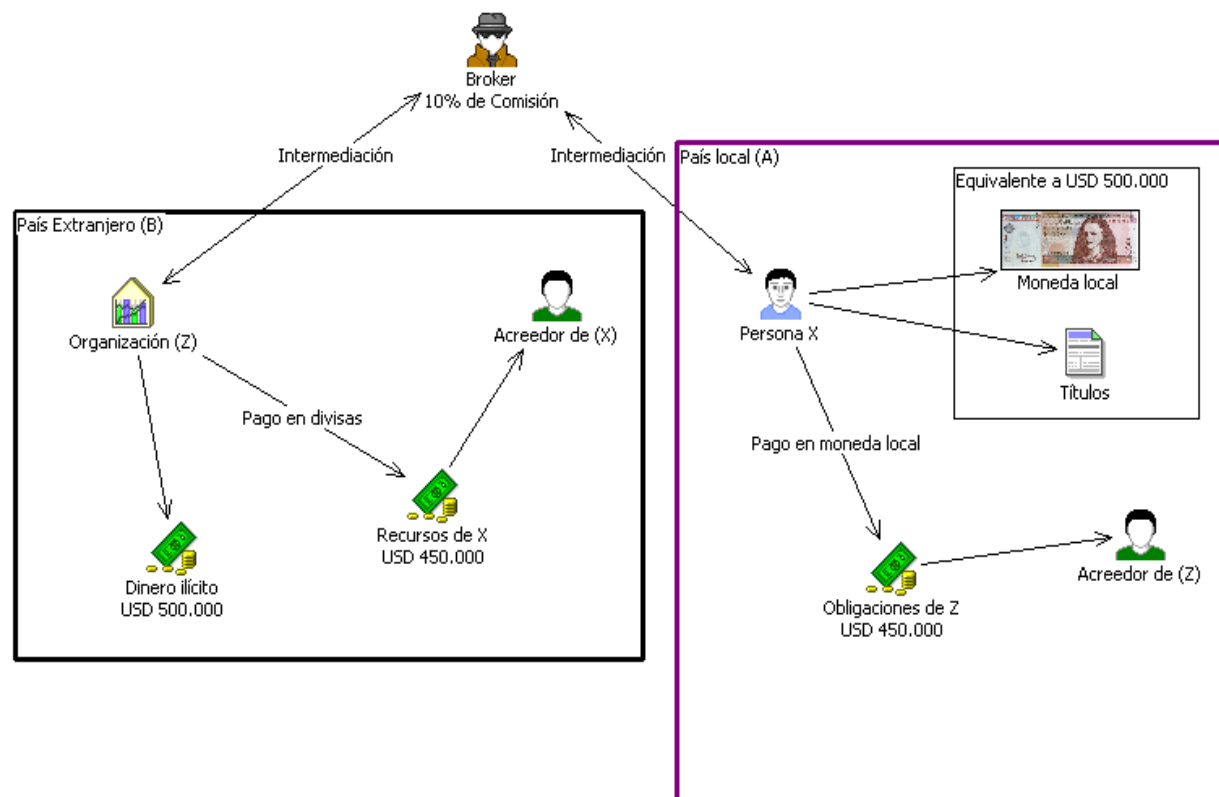 Broker
10% de Comisión
Intermediación
Intermediación
País Extranjero (B)
Organización (Z)
Acreedor de (X)
Pago en divisas
Recursos de X
USD 450.000
Dinero ilícito
USD 500.000
País local (A)
Equivalente a USD 500.000
Moneda local
Persona X
Títulos
Pago en moneda local
Acreedor de (Z)
Obligaciones de Z
USD 450.000